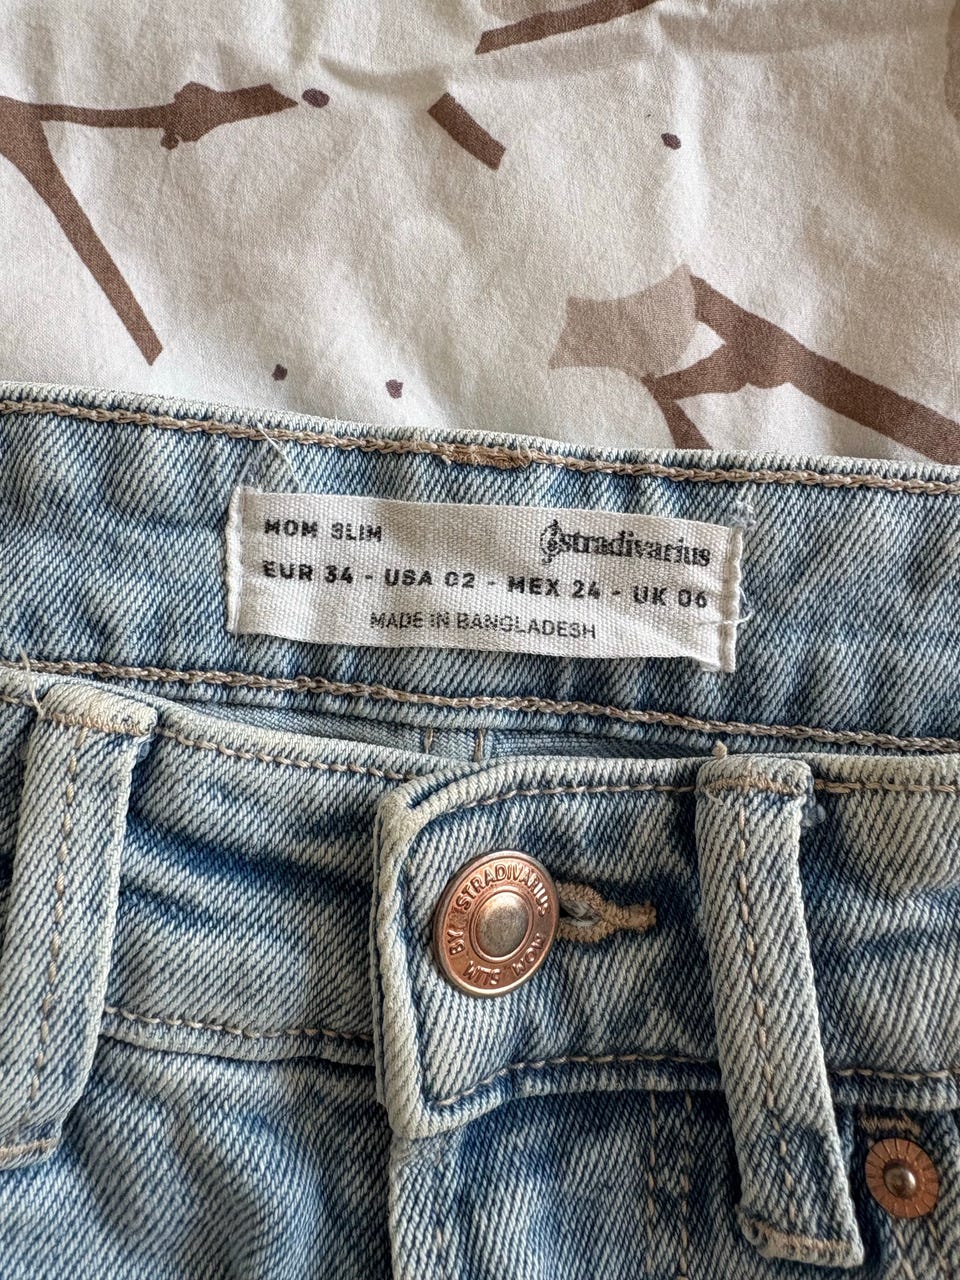 MOM SLIM
stradivarius
EUR 34 - USA 02 - MEX 24 - UK 06
MADE IN BANGLADESH
BY STRADIVARIUS
MOM SLIM